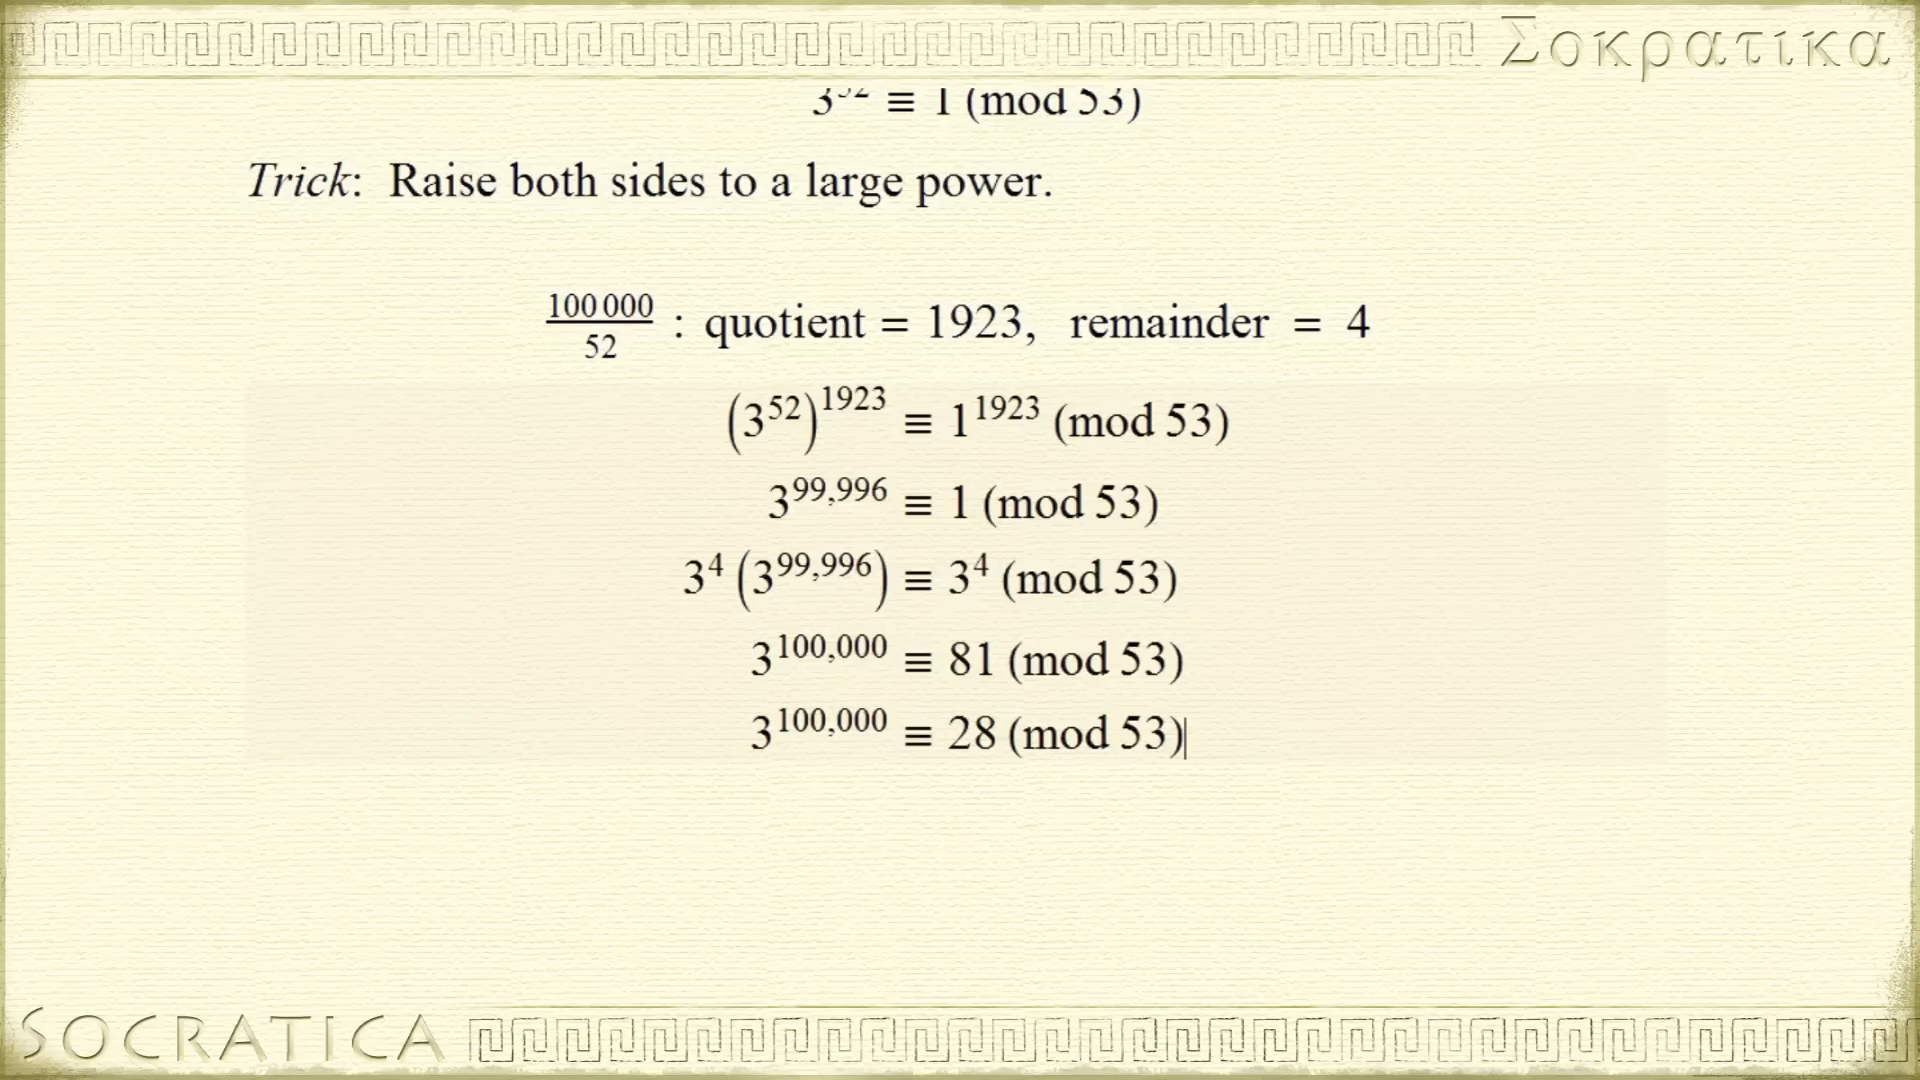 Σοκρατικα
3^52 ≡ 1 (mod 53)
Trick: Raise both sides to a large power.
100 000/52 : quotient = 1923, remainder = 4
(3^52)^1923 ≡ 1^1923 (mod 53)
3^99,996 ≡ 1 (mod 53)
3^4 (3^99,996) ≡ 3^4 (mod 53)
3^100,000 ≡ 81 (mod 53)
3^100,000 ≡ 28 (mod 53)
SOCRATICA